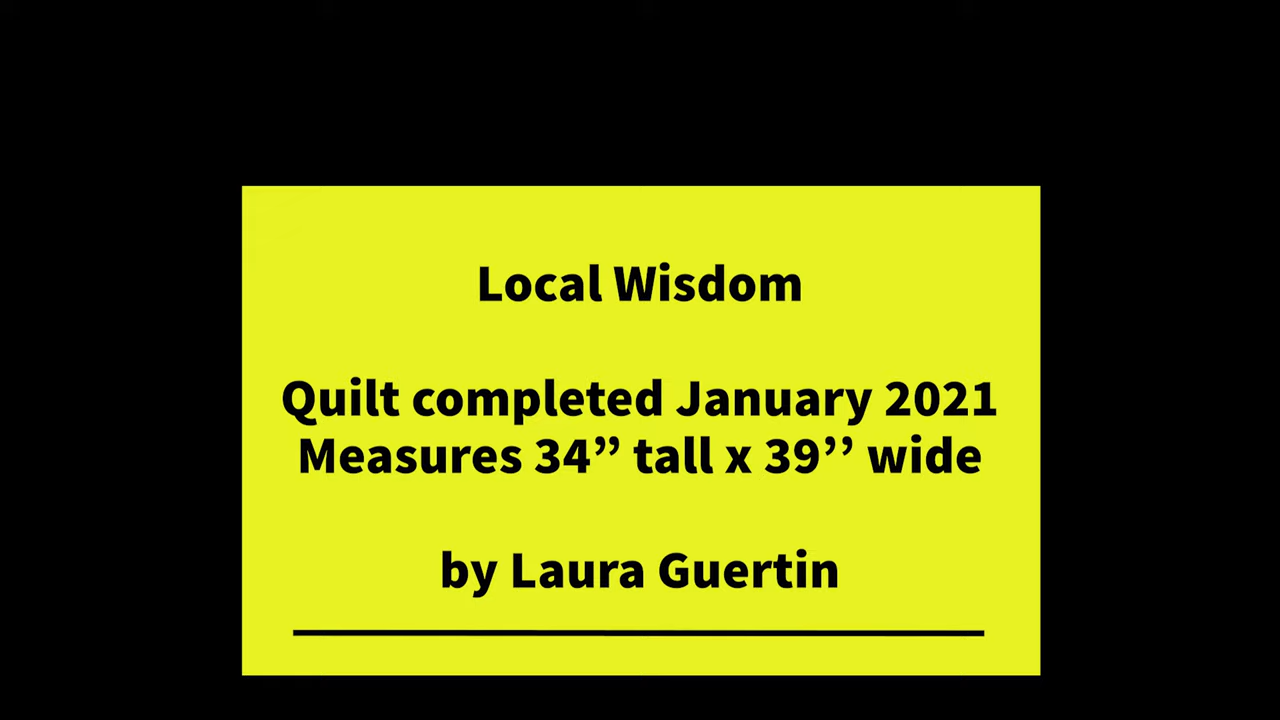 Local Wisdom
Quilt completed January 2021
Measures 34” tall x 39’’ wide
by Laura Guertin